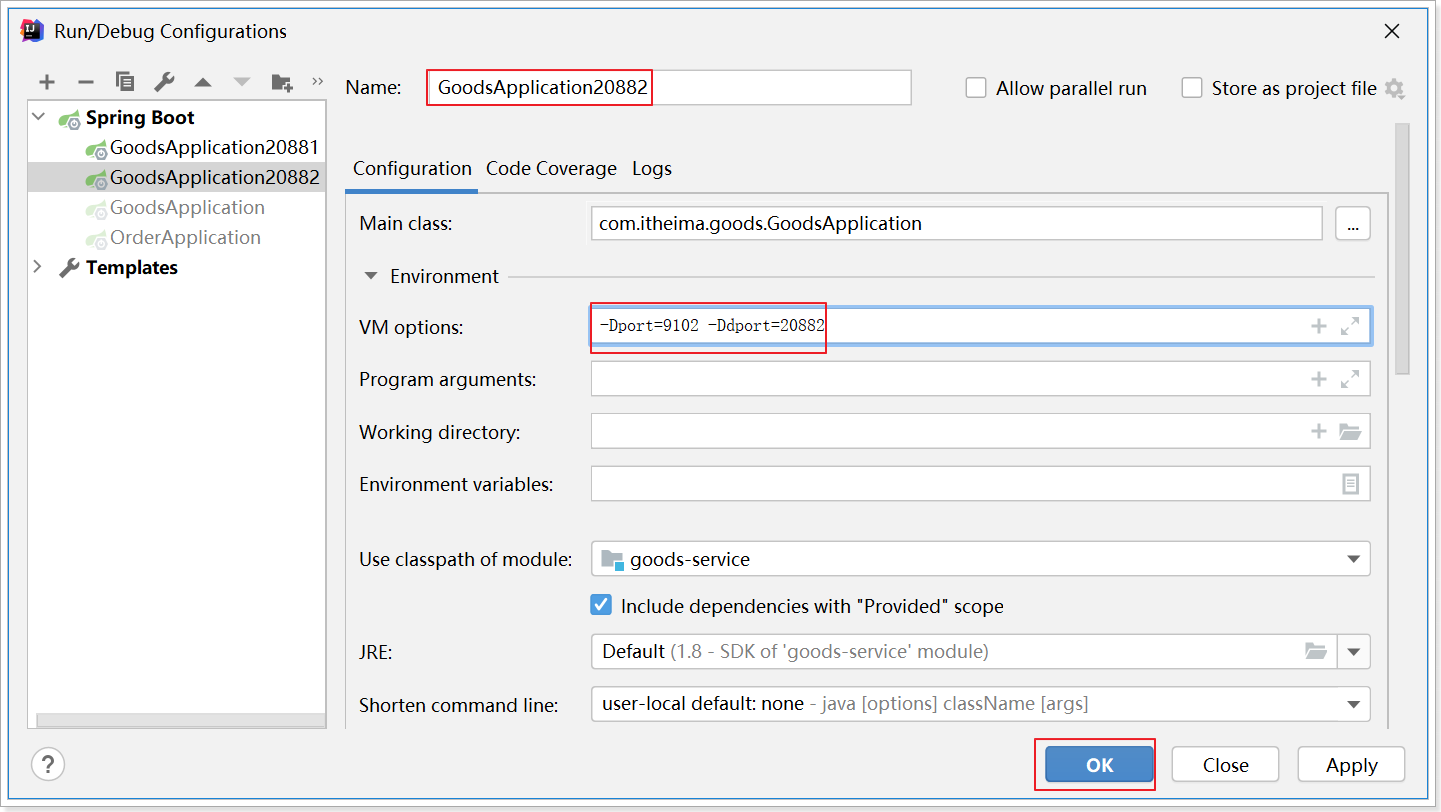 Run/Debug Configurations
Name: GoodsApplication20882
Allow parallel run
Store as project file
Spring Boot
GoodsApplication20881
GoodsApplication20882
GoodsApplication
OrderApplication
Templates
Configuration Code Coverage Logs
Main class: com.itheima.goods.GoodsApplication ...
Environment
VM options: -Dport=9102 -Ddport=20882
Program arguments:
Working directory:
Environment variables:
Use classpath of module: goods-service
Include dependencies with "Provided" scope
JRE: Default (1.8 - SDK of 'goods-service' module)
Shorten command line: user-local default: none - java [options] className [args]
? OK Close Apply